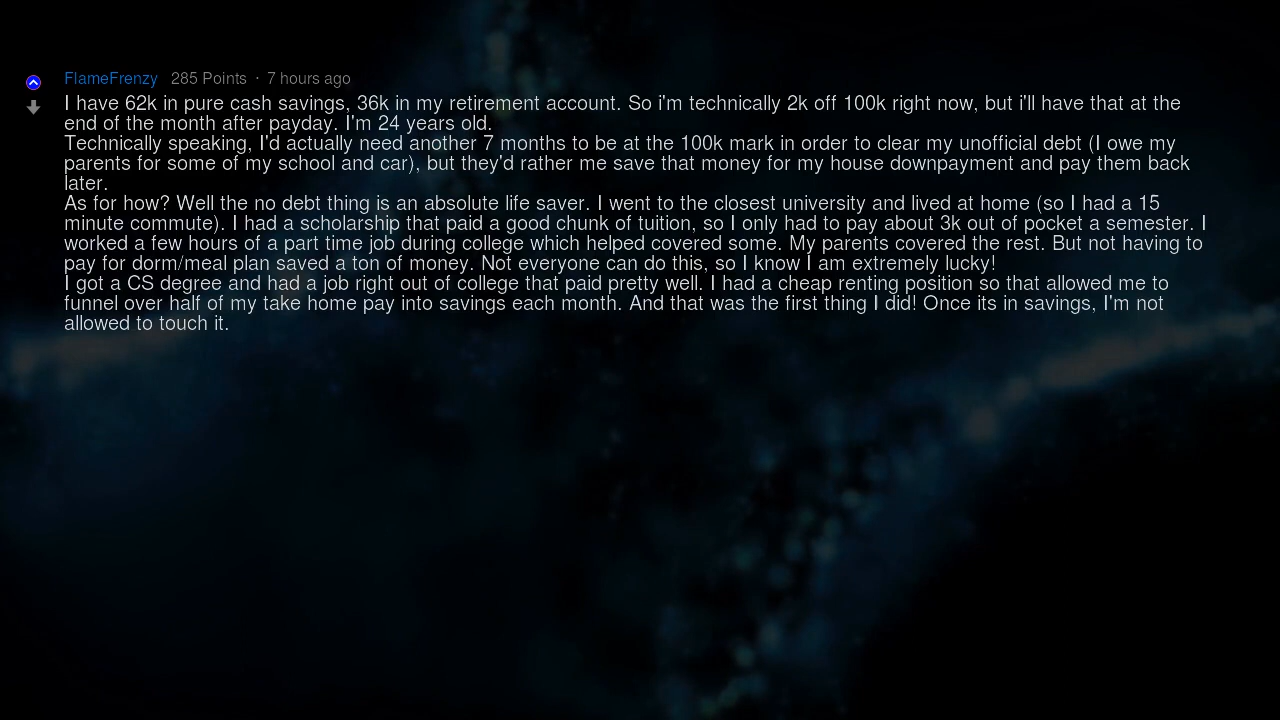 FlameFrenzy 285 Points · 7 hours ago
I have 62k in pure cash savings, 36k in my retirement account. So i'm technically 2k off 100k right now, but i'll have that at the
end of the month after payday. I'm 24 years old.
Technically speaking, I'd actually need another 7 months to be at the 100k mark in order to clear my unofficial debt (I owe my
parents for some of my school and car), but they'd rather me save that money for my house downpayment and pay them back
later.
As for how? Well the no debt thing is an absolute life saver. I went to the closest university and lived at home (so I had a 15
minute commute). I had a scholarship that paid a good chunk of tuition, so I only had to pay about 3k out of pocket a semester. I
worked a few hours of a part time job during college which helped covered some. My parents covered the rest. But not having to
pay for dorm/meal plan saved a ton of money. Not everyone can do this, so I know I am extremely lucky!
I got a CS degree and had a job right out of college that paid pretty well. I had a cheap renting position so that allowed me to
funnel over half of my take home pay into savings each month. And that was the first thing I did! Once its in savings, I'm not
allowed to touch it.